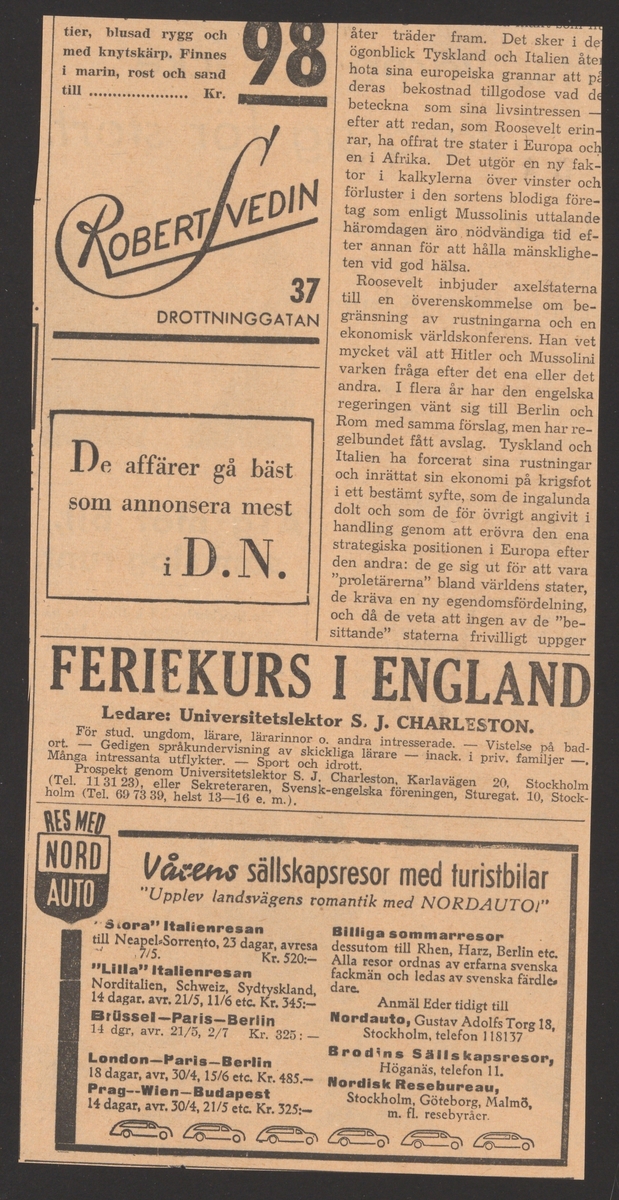 tier, blusad rygg och
med knytskärp. Finnes
i marin, rost och sand
till ..................... Kr.
98
ROBERT SVEDIN
37
DROTTNINGGATAN
De affärer gå bäst
som annonsera mest
i D.N.
åter träder fram. Det sker i de
ögonblick Tyskland och Italien åter
hota sina europeiska grannar att på
deras bekostnad tillgodose vad de
beteckna som sina livsintressen —
efter att redan, som Roosevelt erin-
rar, ha offrat tre stater i Europa och
en i Afrika. Det utgör en ny fak-
tor i kalkylerna över vinster och
förluster i den sortens blodiga före-
tag som enligt Mussolinis uttalande
häromdagen äro nödvändiga tid ef-
ter annan för att hålla mänsklighe-
ten vid god hälsa.
Roosevelt inbjuder axelstaterna
till en överenskommelse om be-
gränsning av rustningarna och en
ekonomisk världskonferens. Han vet
mycket väl att Hitler och Mussolini
varken fråga efter det ena eller det
andra. I flera år har den engelska
regeringen vänt sig till Berlin och
Rom med samma förslag, men har re-
gelbundet fått avslag. Tyskland och
Italien ha forcerat sina rustningar
och inrättat sin ekonomi på krigsfot
i ett bestämt syfte, som de ingalunda
dolt och som de för övrigt angivit i
handling genom att erövra den ena
strategiska positionen i Europa efter
den andra: de ge sig ut för att vara
"proletärerna" bland världens stater,
de kräva en ny egendomsfördelning,
och då de veta att ingen av de "be-
sittande" staterna frivilligt uppger
FERIEKURS I ENGLAND
Ledare: Universitetslektor S. J. CHARLESTON.
För stud. ungdom, lärare, lärarinnor o. andra intresserade. — Vistelse på bad-
ort. — Gedigen språkundervisning av skickliga lärare — inack. i priv. familjer —.
Många intressanta utflykter. — Sport och idrott.
Prospekt genom Universitetslektor S. J. Charleston, Karlavägen 20, Stockholm
(Tel. 11 31 23), eller Sekreteraren, Svensk-engelska föreningen, Sturegat. 10, Stock-
holm (Tel. 69 73 39, helst 13—16 e. m.).
RES MED
NORD
AUTO
Vårens sällskapsresor med turistbilar
"Upplev landsvägens romantik med NORDAUTO!"
"Stora" Italienresan
till Neapel-Sorrento, 23 dagar, avresa
7/5. Kr. 520:—
"Lilla" Italienresan
Norditalien, Schweiz, Sydtyskland,
14 dagar. avr. 21/5, 11/6 etc. Kr. 345:—
Brüssel—Paris—Berlin
14 dgr, avr. 21/5, 2/7 Kr. 325:—
London—Paris—Berlin
18 dagar, avr, 30/4, 15/6 etc. Kr. 485.—
Prag--Wien—Budapest
14 dagar, avr. 30/4, 21/5 etc. Kr. 325:—
Billiga sommarresor
dessutom till Rhen, Harz, Berlin etc.
Alla resor ordnas av erfarna svenska
fackmän och ledas av svenska färdle-
dare.
Anmäl Eder tidigt till
Nordauto, Gustav Adolfs Torg 18,
Stockholm, telefon 118137
Brodins Sällskapsresor,
Höganäs, telefon 11.
Nordisk Resebureau,
Stockholm, Göteborg, Malmö,
m. fl. resebyråer.